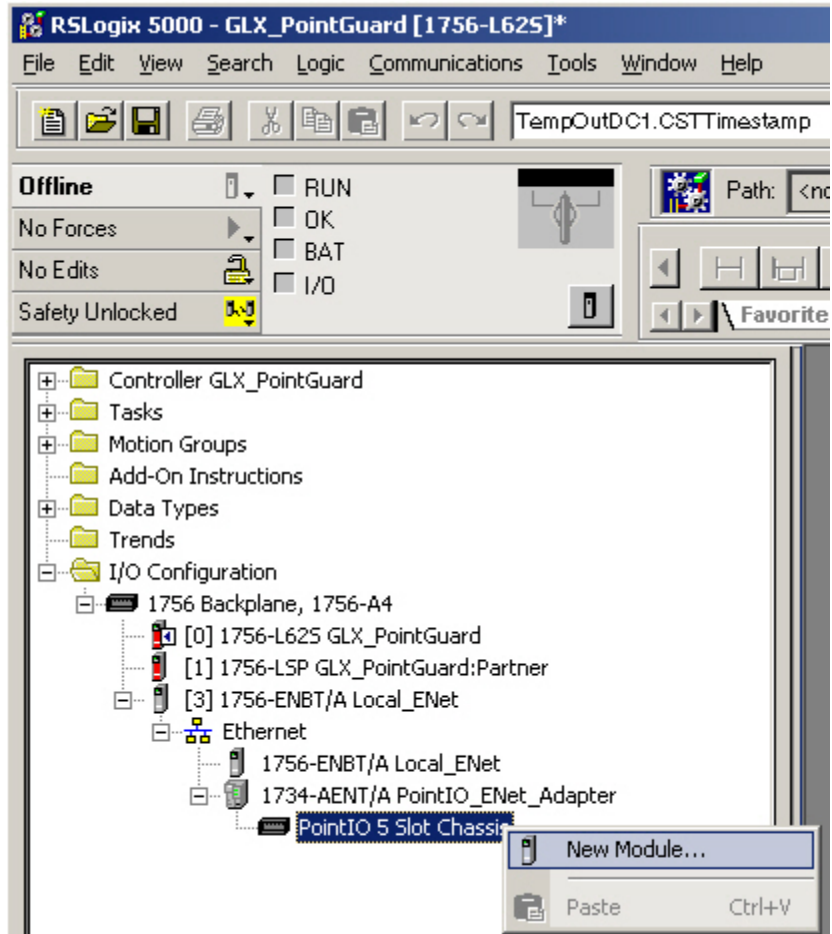 RSLogix 5000 - GLX_PointGuard [1756-L62S]*
File Edit View Search Logic Communications Tools Window Help
TempOutDC1.CSTTimestamp
Offline
RUN
Path: <no
No Forces
OK
BAT
No Edits
I/O
Safety Unlocked
Favorite
Controller GLX_PointGuard
Tasks
Motion Groups
Add-On Instructions
Data Types
Trends
I/O Configuration
1756 Backplane, 1756-A4
[0] 1756-L62S GLX_PointGuard
[1] 1756-LSP GLX_PointGuard:Partner
[3] 1756-ENBT/A Local_ENet
Ethernet
1756-ENBT/A Local_ENet
1734-AENT/A PointIO_ENet_Adapter
PointIO 5 Slot Chassis
New Module...
Paste Ctrl+V